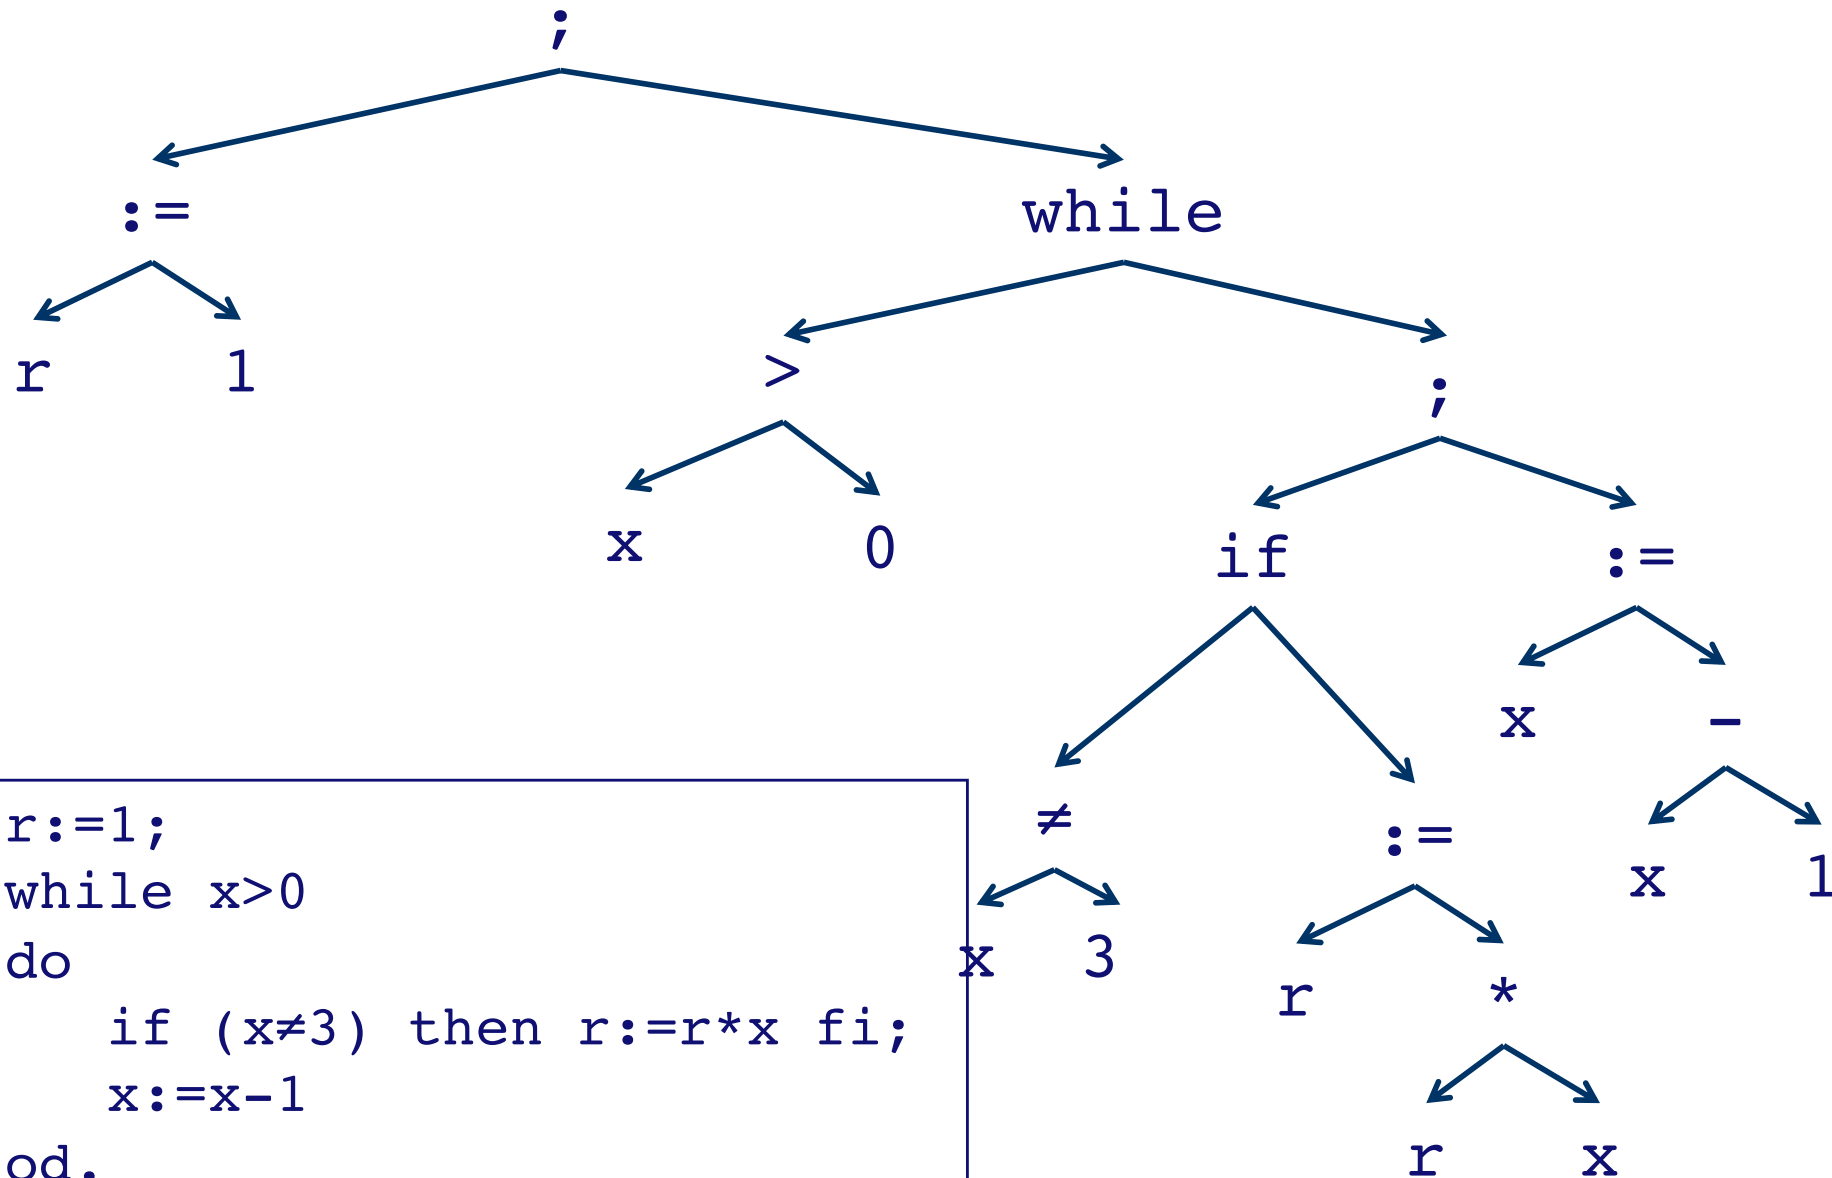 ;
:= while
r 1 > ;
x 0 if :=
x -
≠ := x 1
x 3 r *
r x
r:=1;
while x>0
do
if (x≠3) then r:=r*x fi;
x:=x-1
od.